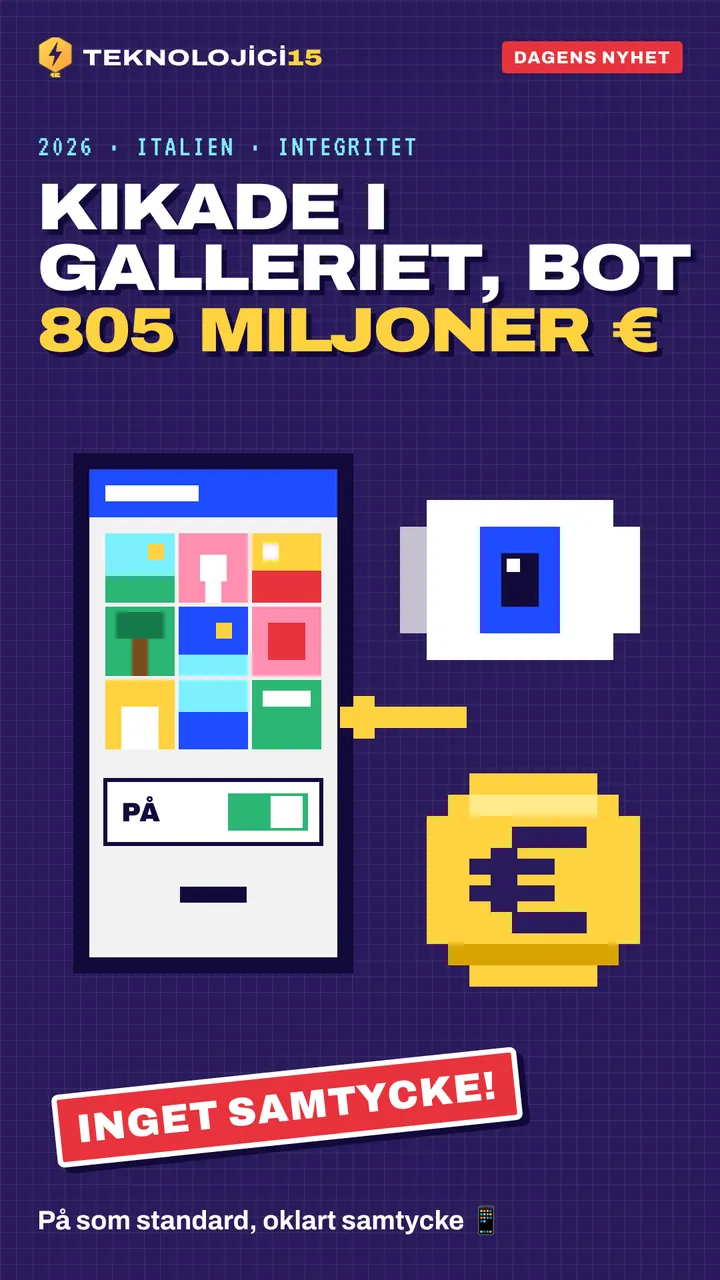 TEKNOLOJİCİ15
DAGENS NYHET
2026 · ITALIEN · INTEGRITET
KIKADE I
GALLERIET, BOT
805 MILJONER €
PÅ
€
INGET SAMTYCKE!
På som standard, oklart samtycke 📱